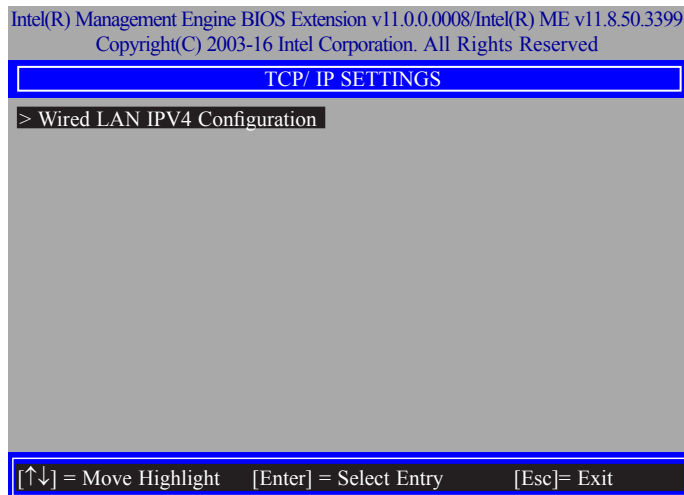 Intel(R) Management Engine BIOS Extension v11.0.0.0008/Intel(R) ME v11.8.50.3399
Copyright(C) 2003-16 Intel Corporation. All Rights Reserved
TCP/ IP SETTINGS
> Wired LAN IPV4 Configuration
[↑↓] = Move Highlight [Enter] = Select Entry [Esc]= Exit